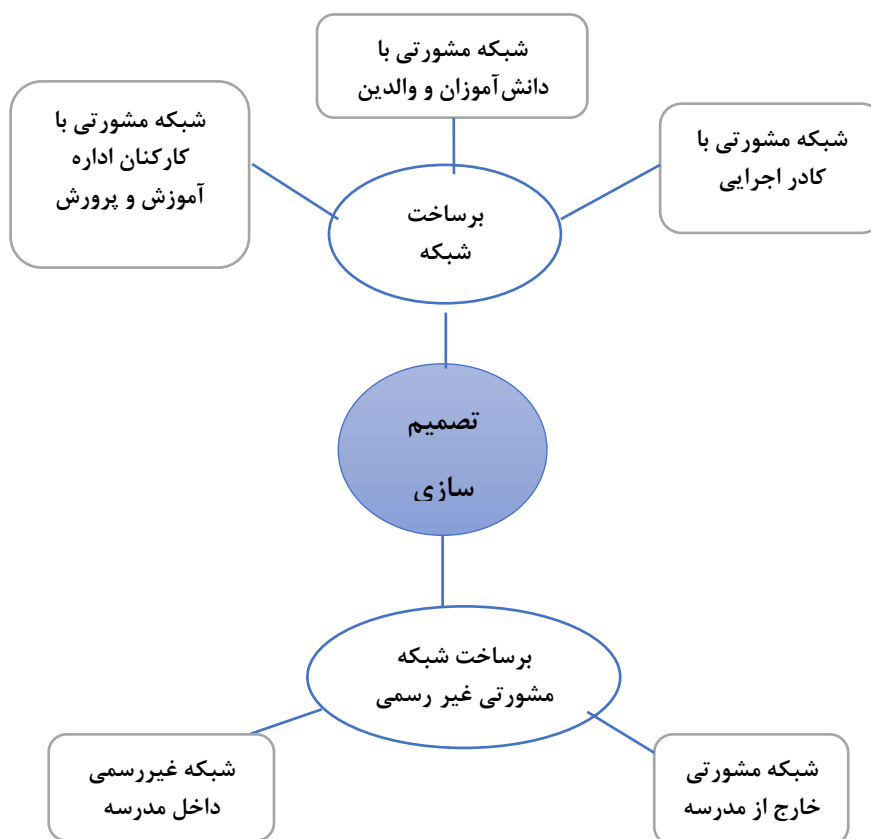 شبکه مشورتی با
دانش‌آموزان و والدین
شبکه مشورتی با
کادر اجرایی
شبکه مشورتی با
کارکنان اداره
آموزش و پرورش
برساخت
شبکه
تصمیم
سازی
برساخت شبکه
مشورتی غیر رسمی
شبکه مشورتی
خارج از مدرسه
شبکه غیررسمی
داخل مدرسه